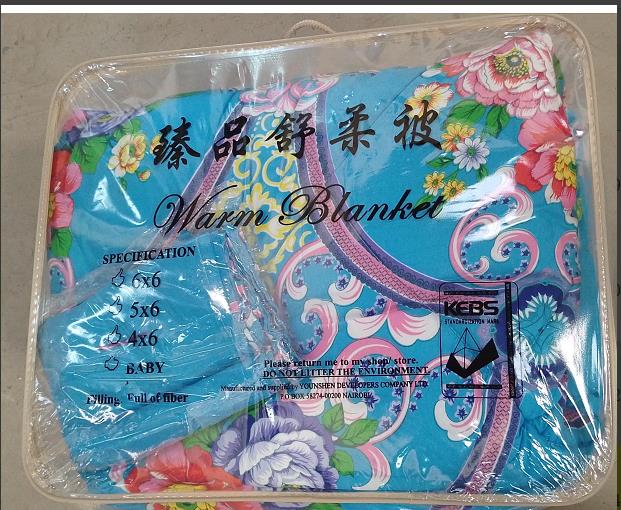 臻品舒柔被
Warm Blanket
SPECIFICATION
6x6
5x6
4x6
BABY
Filling Full of fiber
KEBS
STANDARDIZATION MARK
Please return me to my shop/ store.
DO NOT LITTER THE ENVIRONMENT.
Manufactured and supplied by YOUNSHEN DEVELOPERS COMPANY LTD.
P.O BOX 58274-00200 NAIROBI.